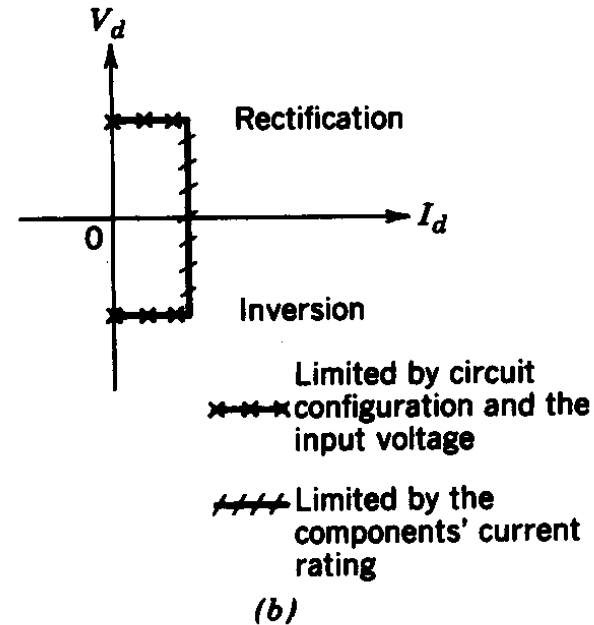 V_d
Rectification
I_d
0
Inversion
Limited by circuit
configuration and the
input voltage
Limited by the
components' current
rating
(b)